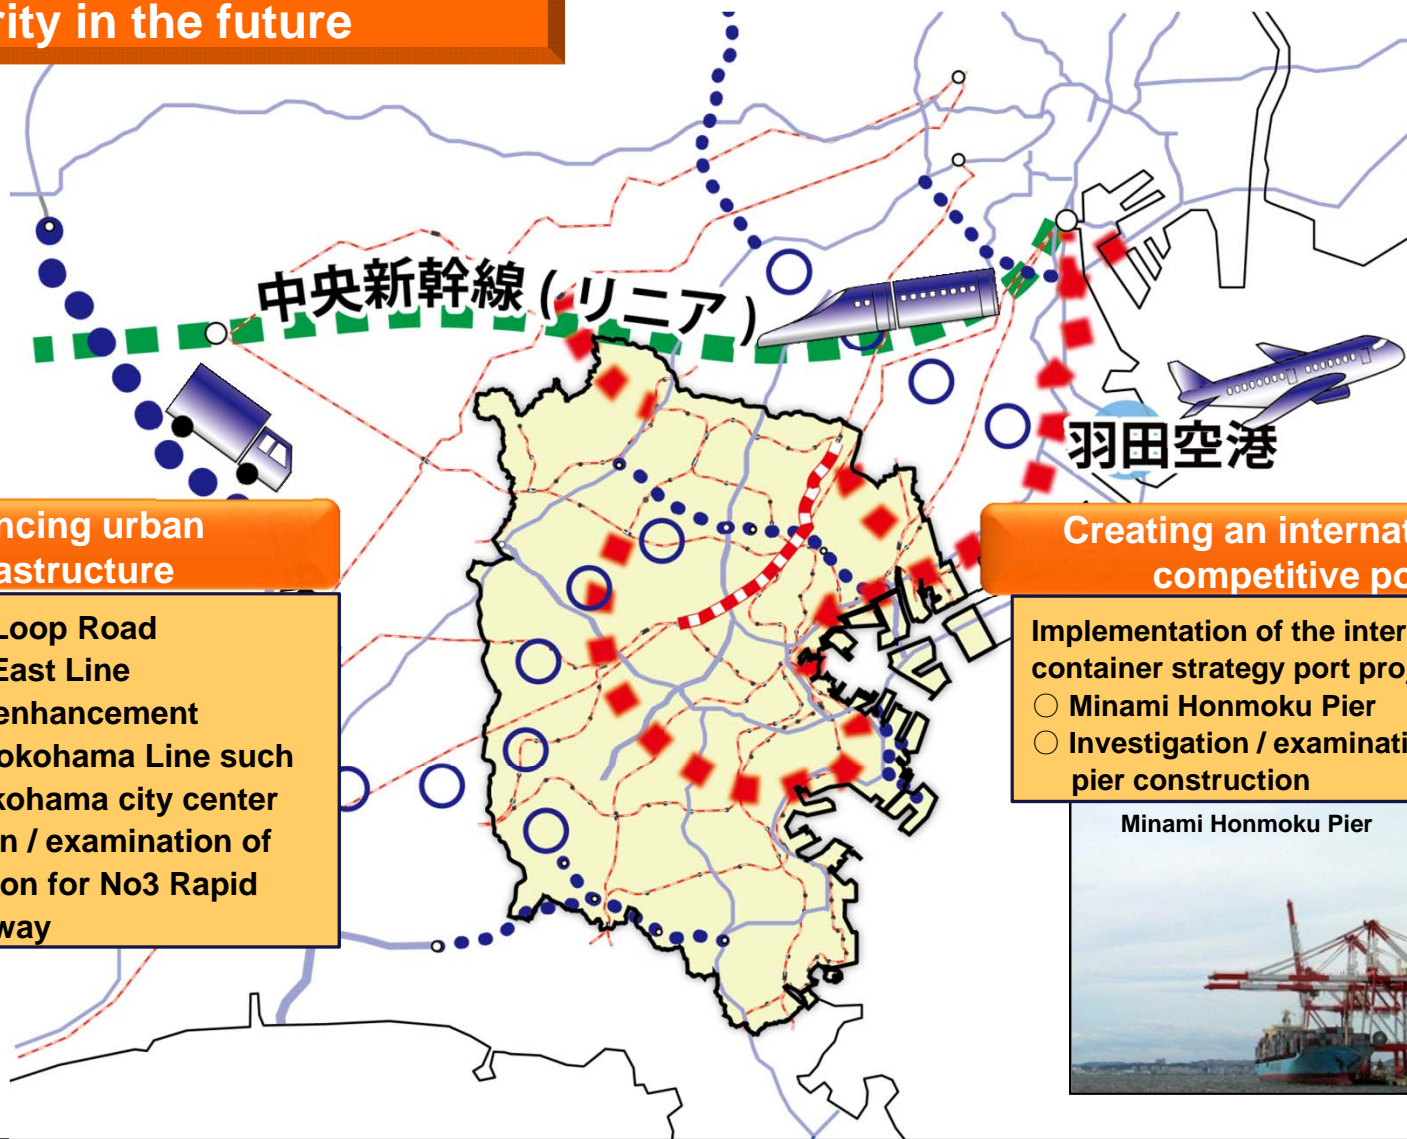 rity in the future
中央新幹線(リニア)
羽田空港
ncing urban
astructure
Loop Road
East Line
enhancement
okohama Line such
kohama city center
n / examination of
on for No3 Rapid
way
Creating an internat
competitive po
Implementation of the inter
container strategy port proj
○ Minami Honmoku Pier
○ Investigation / examinati
pier construction
Minami Honmoku Pier